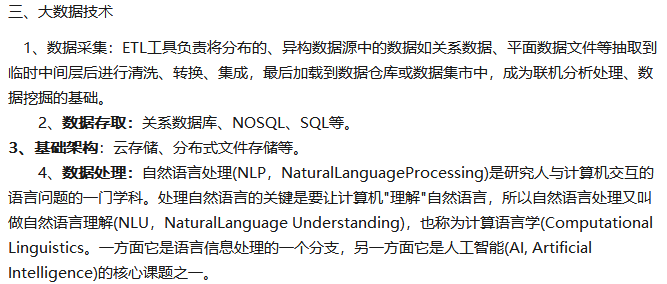 三、大数据技术
1、数据采集：ETL工具负责将分布的、异构数据源中的数据如关系数据、平面数据文件等抽取到
临时中间层后进行清洗、转换、集成，最后加载到数据仓库或数据集市中，成为联机分析处理、数
据挖掘的基础。
2、数据存取：关系数据库、NOSQL、SQL等。
3、基础架构：云存储、分布式文件存储等。
4、数据处理：自然语言处理(NLP，NaturalLanguageProcessing)是研究人与计算机交互的
语言问题的一门学科。处理自然语言的关键是要让计算机"理解"自然语言，所以自然语言处理又叫
做自然语言理解(NLU，NaturalLanguage Understanding)，也称为计算语言学(Computational
Linguistics。一方面它是语言信息处理的一个分支，另一方面它是人工智能(AI, Artificial
Intelligence)的核心课题之一。